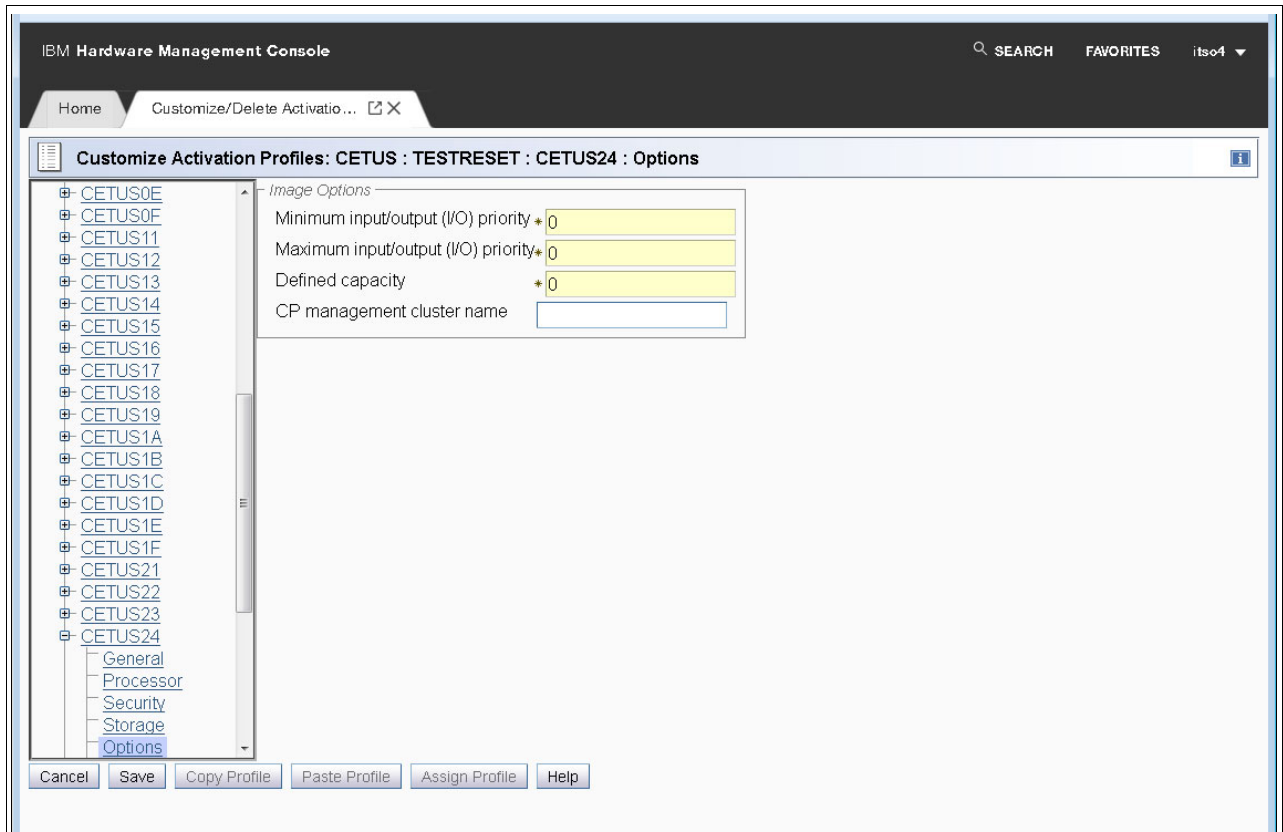 IBM Hardware Management Console
SEARCH FAVORITES itso4
Home Customize/Delete Activatio...
Customize Activation Profiles: CETUS : TESTRESET : CETUS24 : Options
CETUS0E
CETUS0F
CETUS11
CETUS12
CETUS13
CETUS14
CETUS15
CETUS16
CETUS17
CETUS18
CETUS19
CETUS1A
CETUS1B
CETUS1C
CETUS1D
CETUS1E
CETUS1F
CETUS21
CETUS22
CETUS23
CETUS24
General
Processor
Security
Storage
Options
Image Options
Minimum input/output (I/O) priority * 0
Maximum input/output (I/O) priority* 0
Defined capacity * 0
CP management cluster name
Cancel Save Copy Profile Paste Profile Assign Profile Help